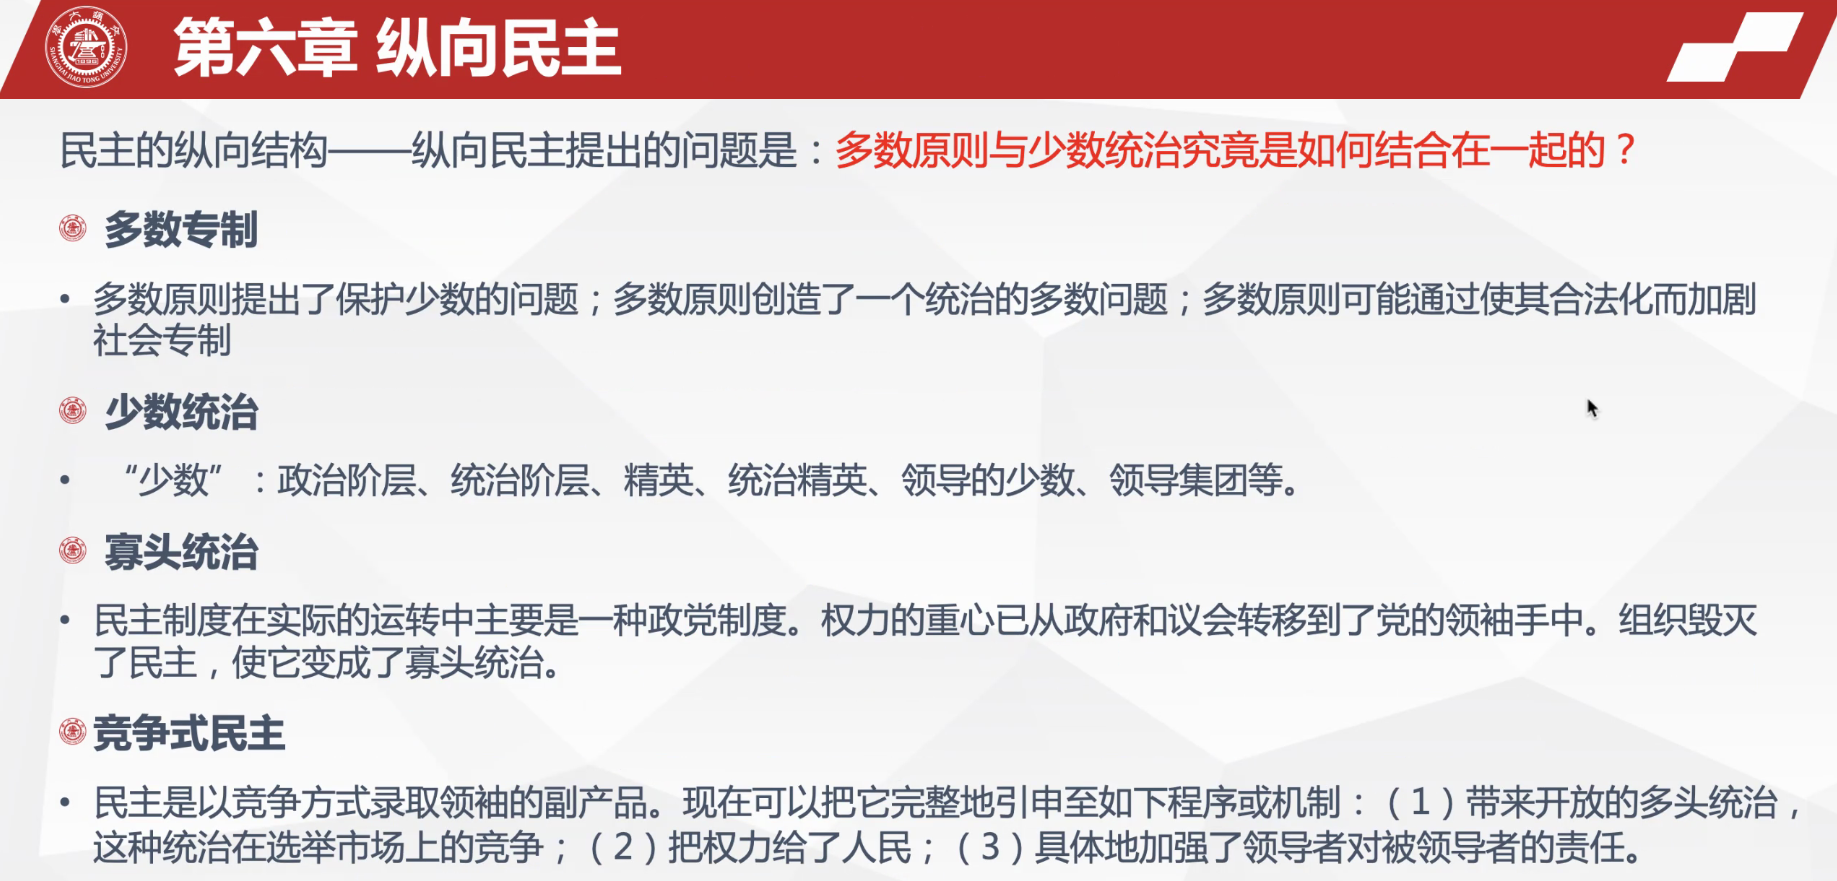 第六章 纵向民主
SHANGHAI JIAO TONG UNIVERSITY
1896
民主的纵向结构——纵向民主提出的问题是：多数原则与少数统治究竟是如何结合在一起的？
多数专制
• 多数原则提出了保护少数的问题；多数原则创造了一个统治的多数问题；多数原则可能通过使其合法化而加剧
社会专制
少数统治
• “少数”：政治阶层、统治阶层、精英、统治精英、领导的少数、领导集团等。
寡头统治
• 民主制度在实际的运转中主要是一种政党制度。权力的重心已从政府和议会转移到了党的领袖手中。组织毁灭
了民主，使它变成了寡头统治。
竞争式民主
• 民主是以竞争方式录取领袖的副产品。现在可以把它完整地引申至如下程序或机制：（1）带来开放的多头统治，
这种统治在选举市场上的竞争；（2）把权力给了人民；（3）具体地加强了领导者对被领导者的责任。